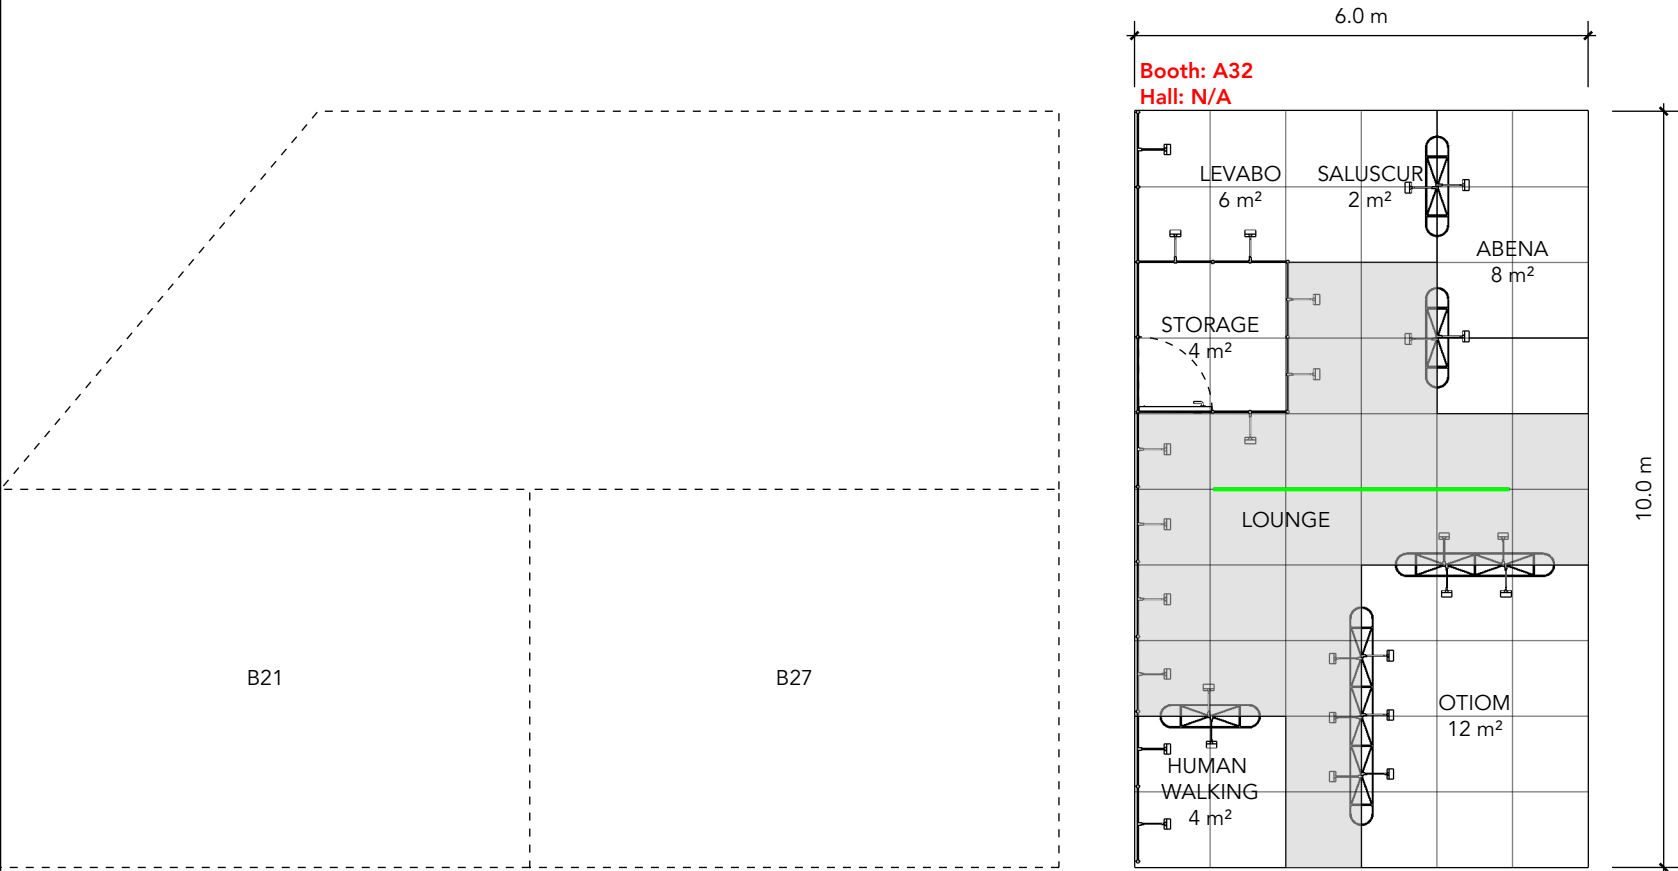 6.0 m
Booth: A32
Hall: N/A
LEVABO
6 m²
SALUSCUR
2 m²
ABENA
8 m²
STORAGE
4 m²
10.0 m
LOUNGE
B21
B27
OTIOM
12 m²
HUMAN
WALKING
4 m²